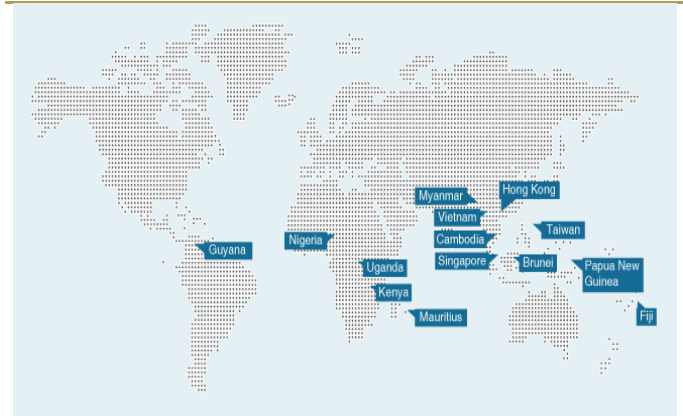 Hong Kong
Myanmar
Vietnam
Taiwan
Nigeria
Cambodia
Guyana
Singapore
Brunei
Uganda
Papua New
Guinea
Kenya
Mauritius
Fiji